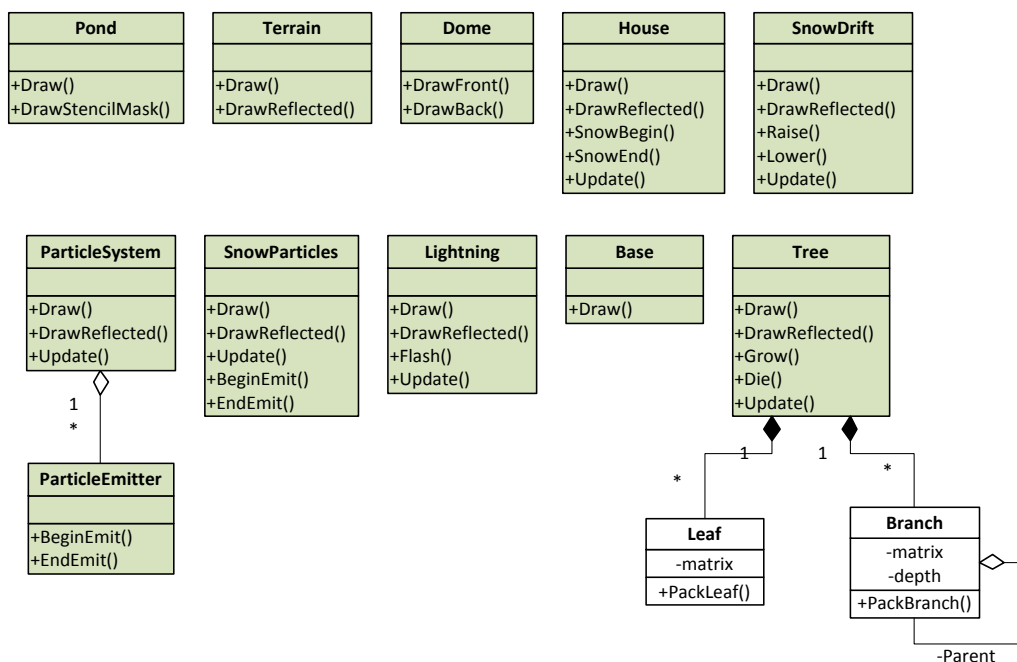 Pond
+Draw()
+DrawStencilMask()
Terrain
+Draw()
+DrawReflected()
Dome
+DrawFront()
+DrawBack()
House
+Draw()
+DrawReflected()
+SnowBegin()
+SnowEnd()
+Update()
SnowDrift
+Draw()
+DrawReflected()
+Raise()
+Lower()
+Update()
ParticleSystem
+Draw()
+DrawReflected()
+Update()
1
*
ParticleEmitter
+BeginEmit()
+EndEmit()
SnowParticles
+Draw()
+DrawReflected()
+Update()
+BeginEmit()
+EndEmit()
Lightning
+Draw()
+DrawReflected()
+Flash()
+Update()
Base
+Draw()
Tree
+Draw()
+DrawReflected()
+Grow()
+Die()
+Update()
1
*
1
*
Leaf
-matrix
+PackLeaf()
Branch
-matrix
-depth
+PackBranch()
-Parent